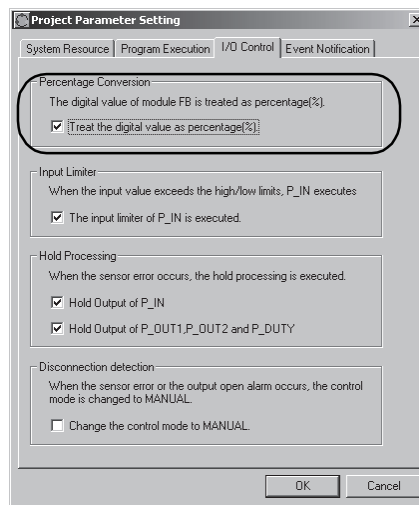 Project Parameter Setting
System Resource Program Execution I/O Control Event Notification
Percentage Conversion
The digital value of module FB is treated as percentage(%).
Treat the digital value as percentage(%).
Input Limiter
When the input value exceeds the high/low limits, P_IN executes
The input limiter of P_IN is executed.
Hold Processing
When the sensor error occurs, the hold processing is executed.
Hold Output of P_IN
Hold Output of P_OUT1,P_OUT2 and P_DUTY
Disconnection detection
When the sensor error or the output open alarm occurs, the control
mode is changed to MANUAL.
Change the control mode to MANUAL.
OK Cancel